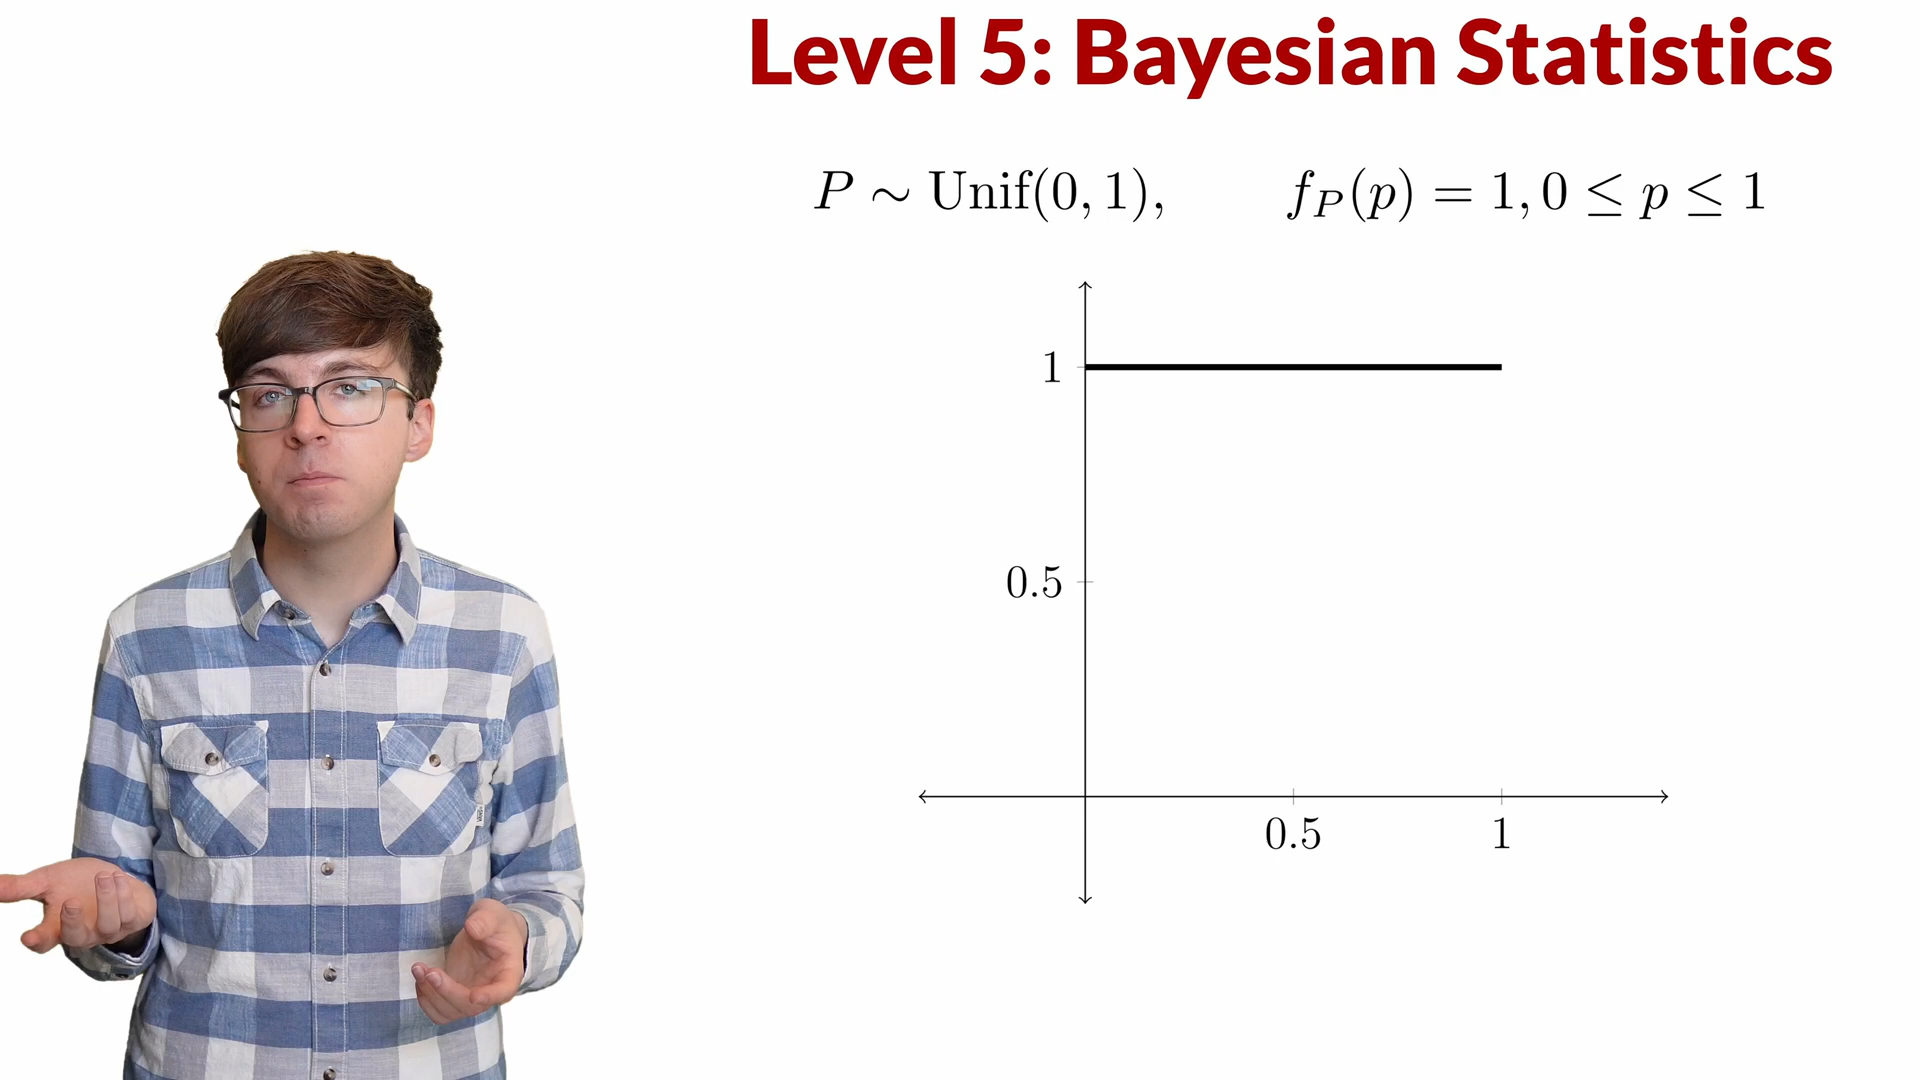 Level 5: Bayesian Statistics
P ∼ Unif(0, 1), f_P(p) = 1, 0 ≤ p ≤ 1
1
0.5
0.5 1